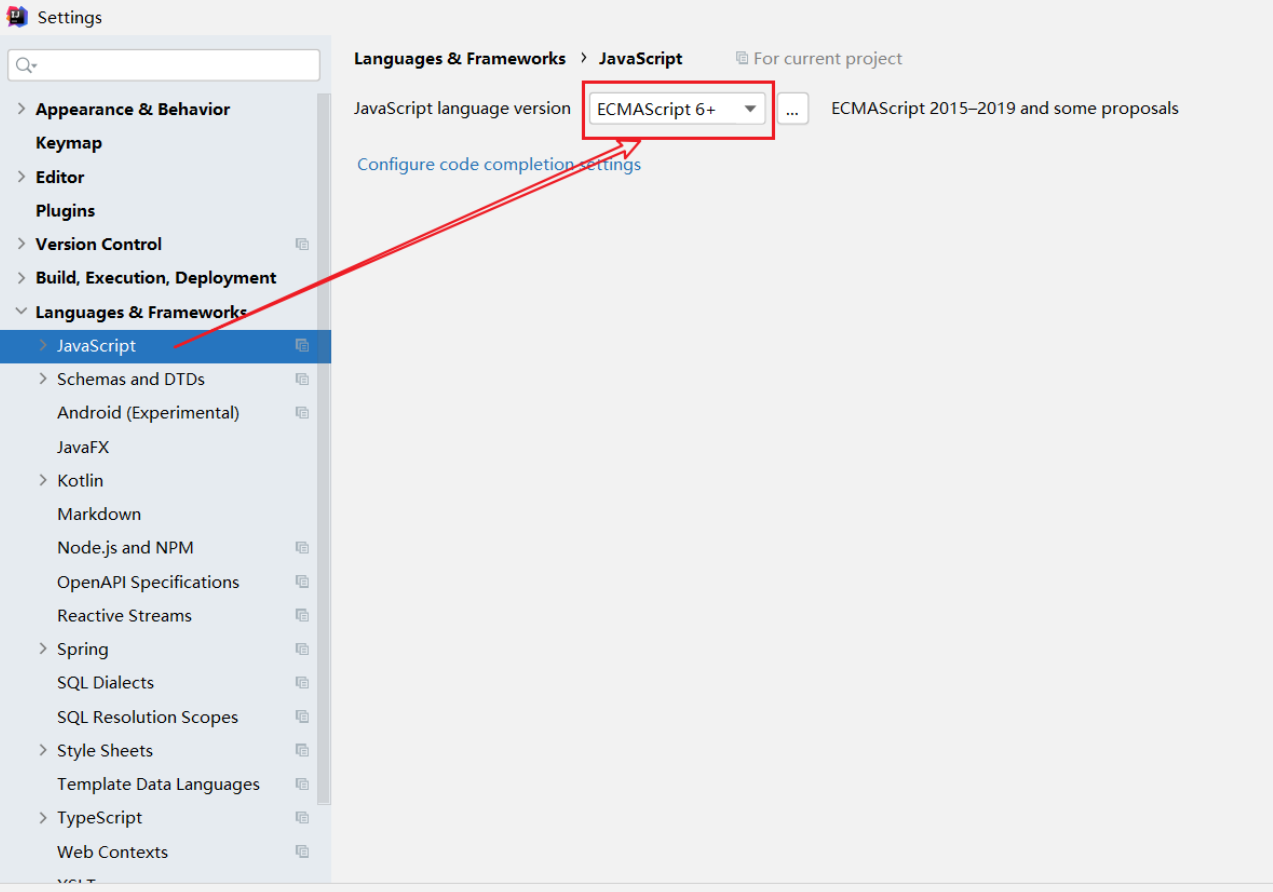 Settings
Languages & Frameworks › JavaScript For current project
JavaScript language version ECMAScript 6+ ... ECMAScript 2015–2019 and some proposals
Configure code completion settings
Appearance & Behavior
Keymap
Editor
Plugins
Version Control
Build, Execution, Deployment
Languages & Frameworks
JavaScript
Schemas and DTDs
Android (Experimental)
JavaFX
Kotlin
Markdown
Node.js and NPM
OpenAPI Specifications
Reactive Streams
Spring
SQL Dialects
SQL Resolution Scopes
Style Sheets
Template Data Languages
TypeScript
Web Contexts